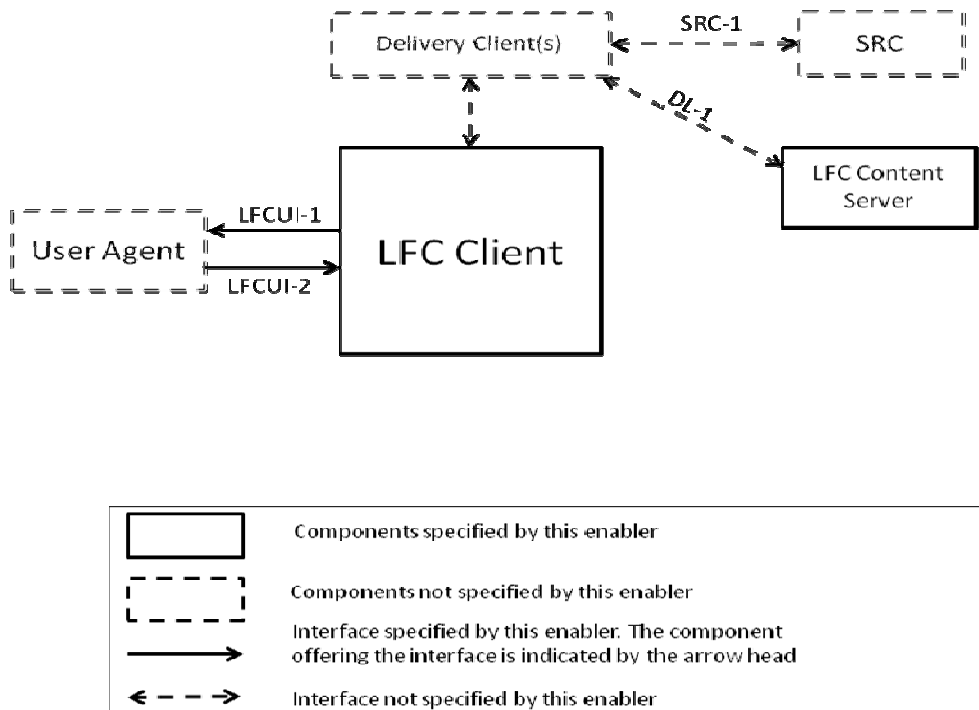 Delivery Client(s)
SRC-1
SRC
DL-1
LFC Content
Server
LFCUI-1
User Agent
LFC Client
LFCUI-2
Components specified by this enabler
Components not specified by this enabler
Interface specified by this enabler. The component
offering the interface is indicated by the arrow head
Interface not specified by this enabler